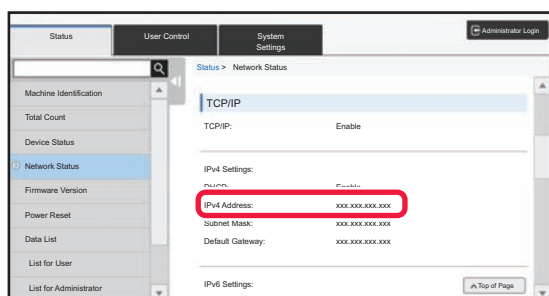 Status
User Control
System
Settings
Administrator Login
Status > Network Status
Machine Identification
Total Count
Device Status
Network Status
Firmware Version
Power Reset
Data List
List for User
List for Administrator
TCP/IP
TCP/IP: Enable
IPv4 Settings:
DHCP: Enable
IPv4 Address: xxx.xxx.xxx.xxx
Subnet Mask: xxx.xxx.xxx.xxx
Default Gateway: xxx.xxx.xxx.xxx
IPv6 Settings:
Top of Page